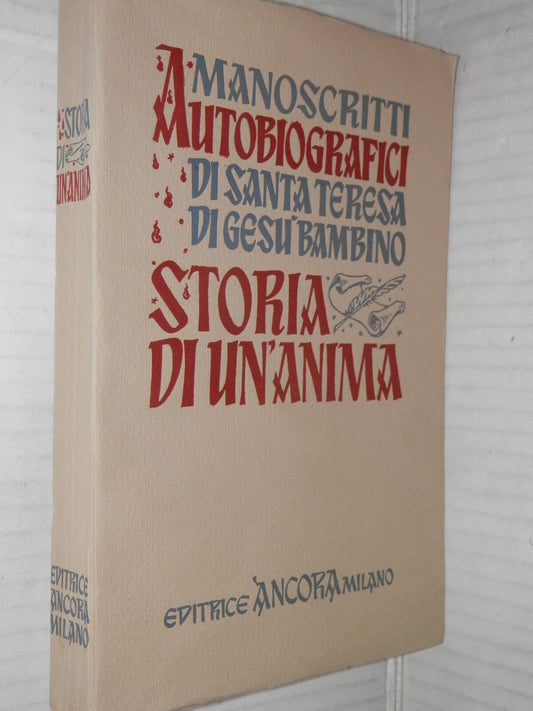 MANOSCRITTI
AUTOBIOGRAFICI
DI SANTA TERESA
DI GESU' BAMBINO
STORIA
DI UN'ANIMA
EDITRICE ANCORA MILANO
STORIA
DI
UN'ANIMA
EDITRICE
ANCORA
MILANO